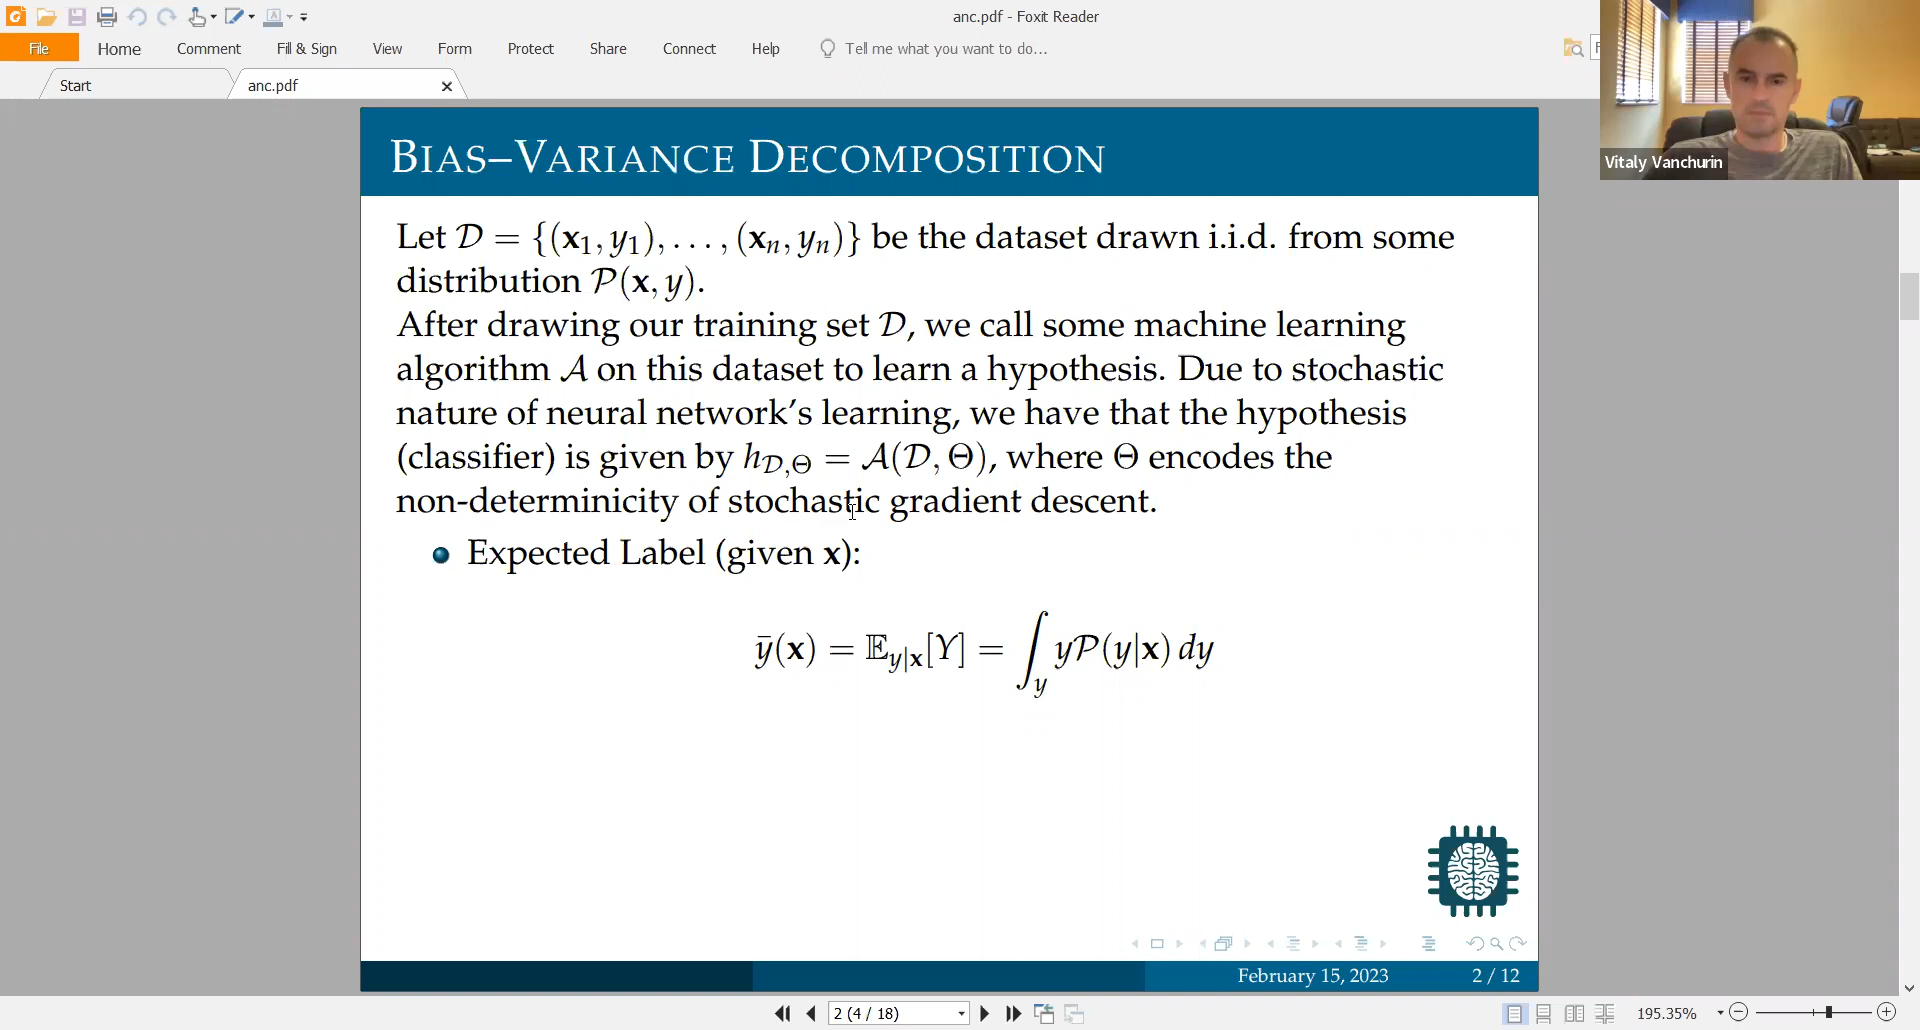 anc.pdf - Foxit Reader
File Home Comment Fill & Sign View Form Protect Share Connect Help Tell me what you want to do...
Start anc.pdf
Vitaly Vanchurin
BIAS–VARIANCE DECOMPOSITION
Let 𝒟 = {(𝐱₁, y₁), . . . , (𝐱ₙ, yₙ)} be the dataset drawn i.i.d. from some
distribution 𝒫(𝐱, y).
After drawing our training set 𝒟, we call some machine learning
algorithm 𝒜 on this dataset to learn a hypothesis. Due to stochastic
nature of neural network's learning, we have that the hypothesis
(classifier) is given by h_{𝒟,Θ} = 𝒜(𝒟, Θ), where Θ encodes the
non-determinicity of stochastic gradient descent.
Expected Label (given 𝐱):
ȳ(𝐱) = 𝔼_{y|𝐱}[Y] = ∫_y y𝒫(y|𝐱) dy
February 15, 2023 2 / 12
2 (4 / 18) 195.35%